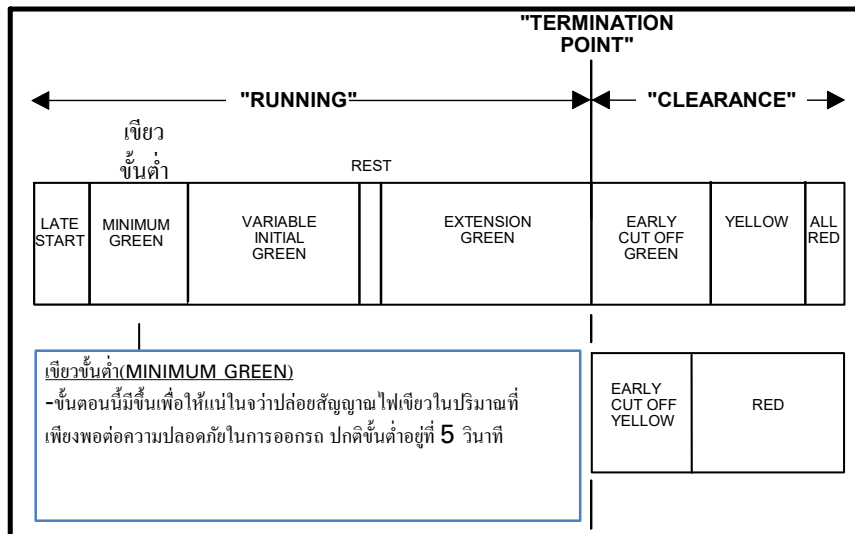 "TERMINATION
POINT"
"RUNNING"
"CLEARANCE"
เขียว
ขั้นต่ำ
REST
LATE
START
MINIMUM
GREEN
VARIABLE
INITIAL
GREEN
EXTENSION
GREEN
EARLY
CUT OFF
GREEN
YELLOW
ALL
RED
เขียวขั้นต่ำ(MINIMUM GREEN)
-ขั้นตอนนี้มีขึ้นเพื่อให้แน่ในจว่าปล่อยสัญญาณไฟเขียวในปริมาณที่
เพียงพอต่อความปลอดภัยในการออกรถ ปกติขั้นต่ำอยู่ที่ 5 วินาที
EARLY
CUT OFF
YELLOW
RED